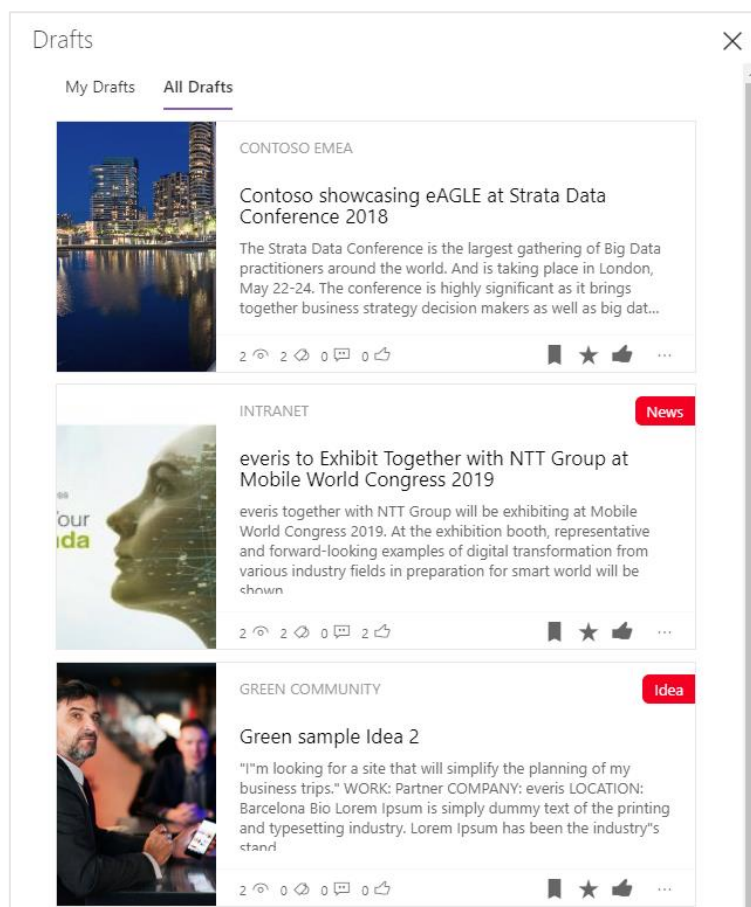 Drafts
My Drafts All Drafts
CONTOSO EMEA
Contoso showcasing eAGLE at Strata Data
Conference 2018
The Strata Data Conference is the largest gathering of Big Data
practitioners around the world. And is taking place in London,
May 22-24. The conference is highly significant as it brings
together business strategy decision makers as well as big dat...
2 2 0 0
INTRANET
News
everis to Exhibit Together with NTT Group at
Mobile World Congress 2019
everis together with NTT Group will be exhibiting at Mobile
World Congress 2019. At the exhibition booth, representative
and forward-looking examples of digital transformation from
various industry fields in preparation for smart world will be
shown
our
da
2 2 0 2
GREEN COMMUNITY
Idea
Green sample Idea 2
"I"m looking for a site that will simplify the planning of my
business trips." WORK: Partner COMPANY: everis LOCATION:
Barcelona Bio Lorem Ipsum is simply dummy text of the printing
and typesetting industry. Lorem Ipsum has been the industry"s
stand
2 0 0 0